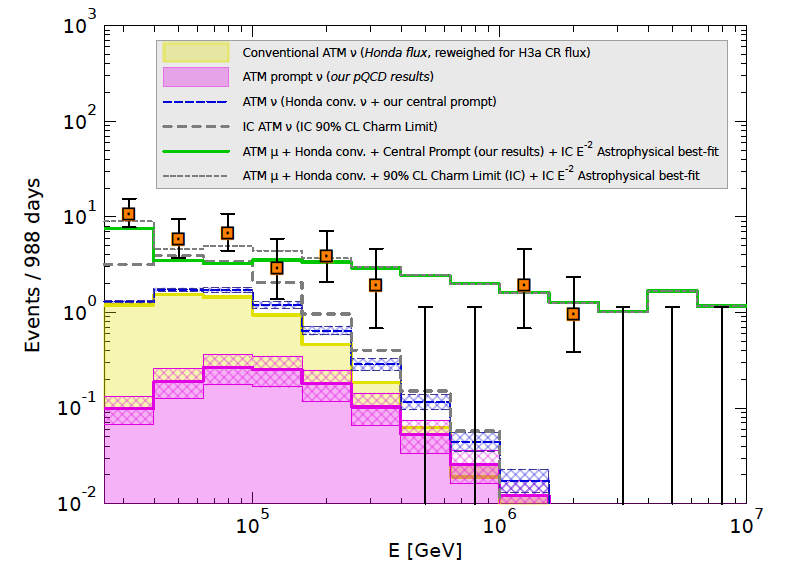 10^3
Conventional ATM ν (Honda flux, reweighed for H3a CR flux)
ATM prompt ν (our pQCD results)
ATM ν (Honda conv. ν + our central prompt)
IC ATM ν (IC 90% CL Charm Limit)
ATM μ + Honda conv. + Central Prompt (our results) + IC E^-2 Astrophysical best-fit
ATM μ + Honda conv. + 90% CL Charm Limit (IC) + IC E^-2 Astrophysical best-fit
10^2
10^1
10^0
10^-1
10^-2
Events / 988 days
10^5 10^6 10^7
E [GeV]